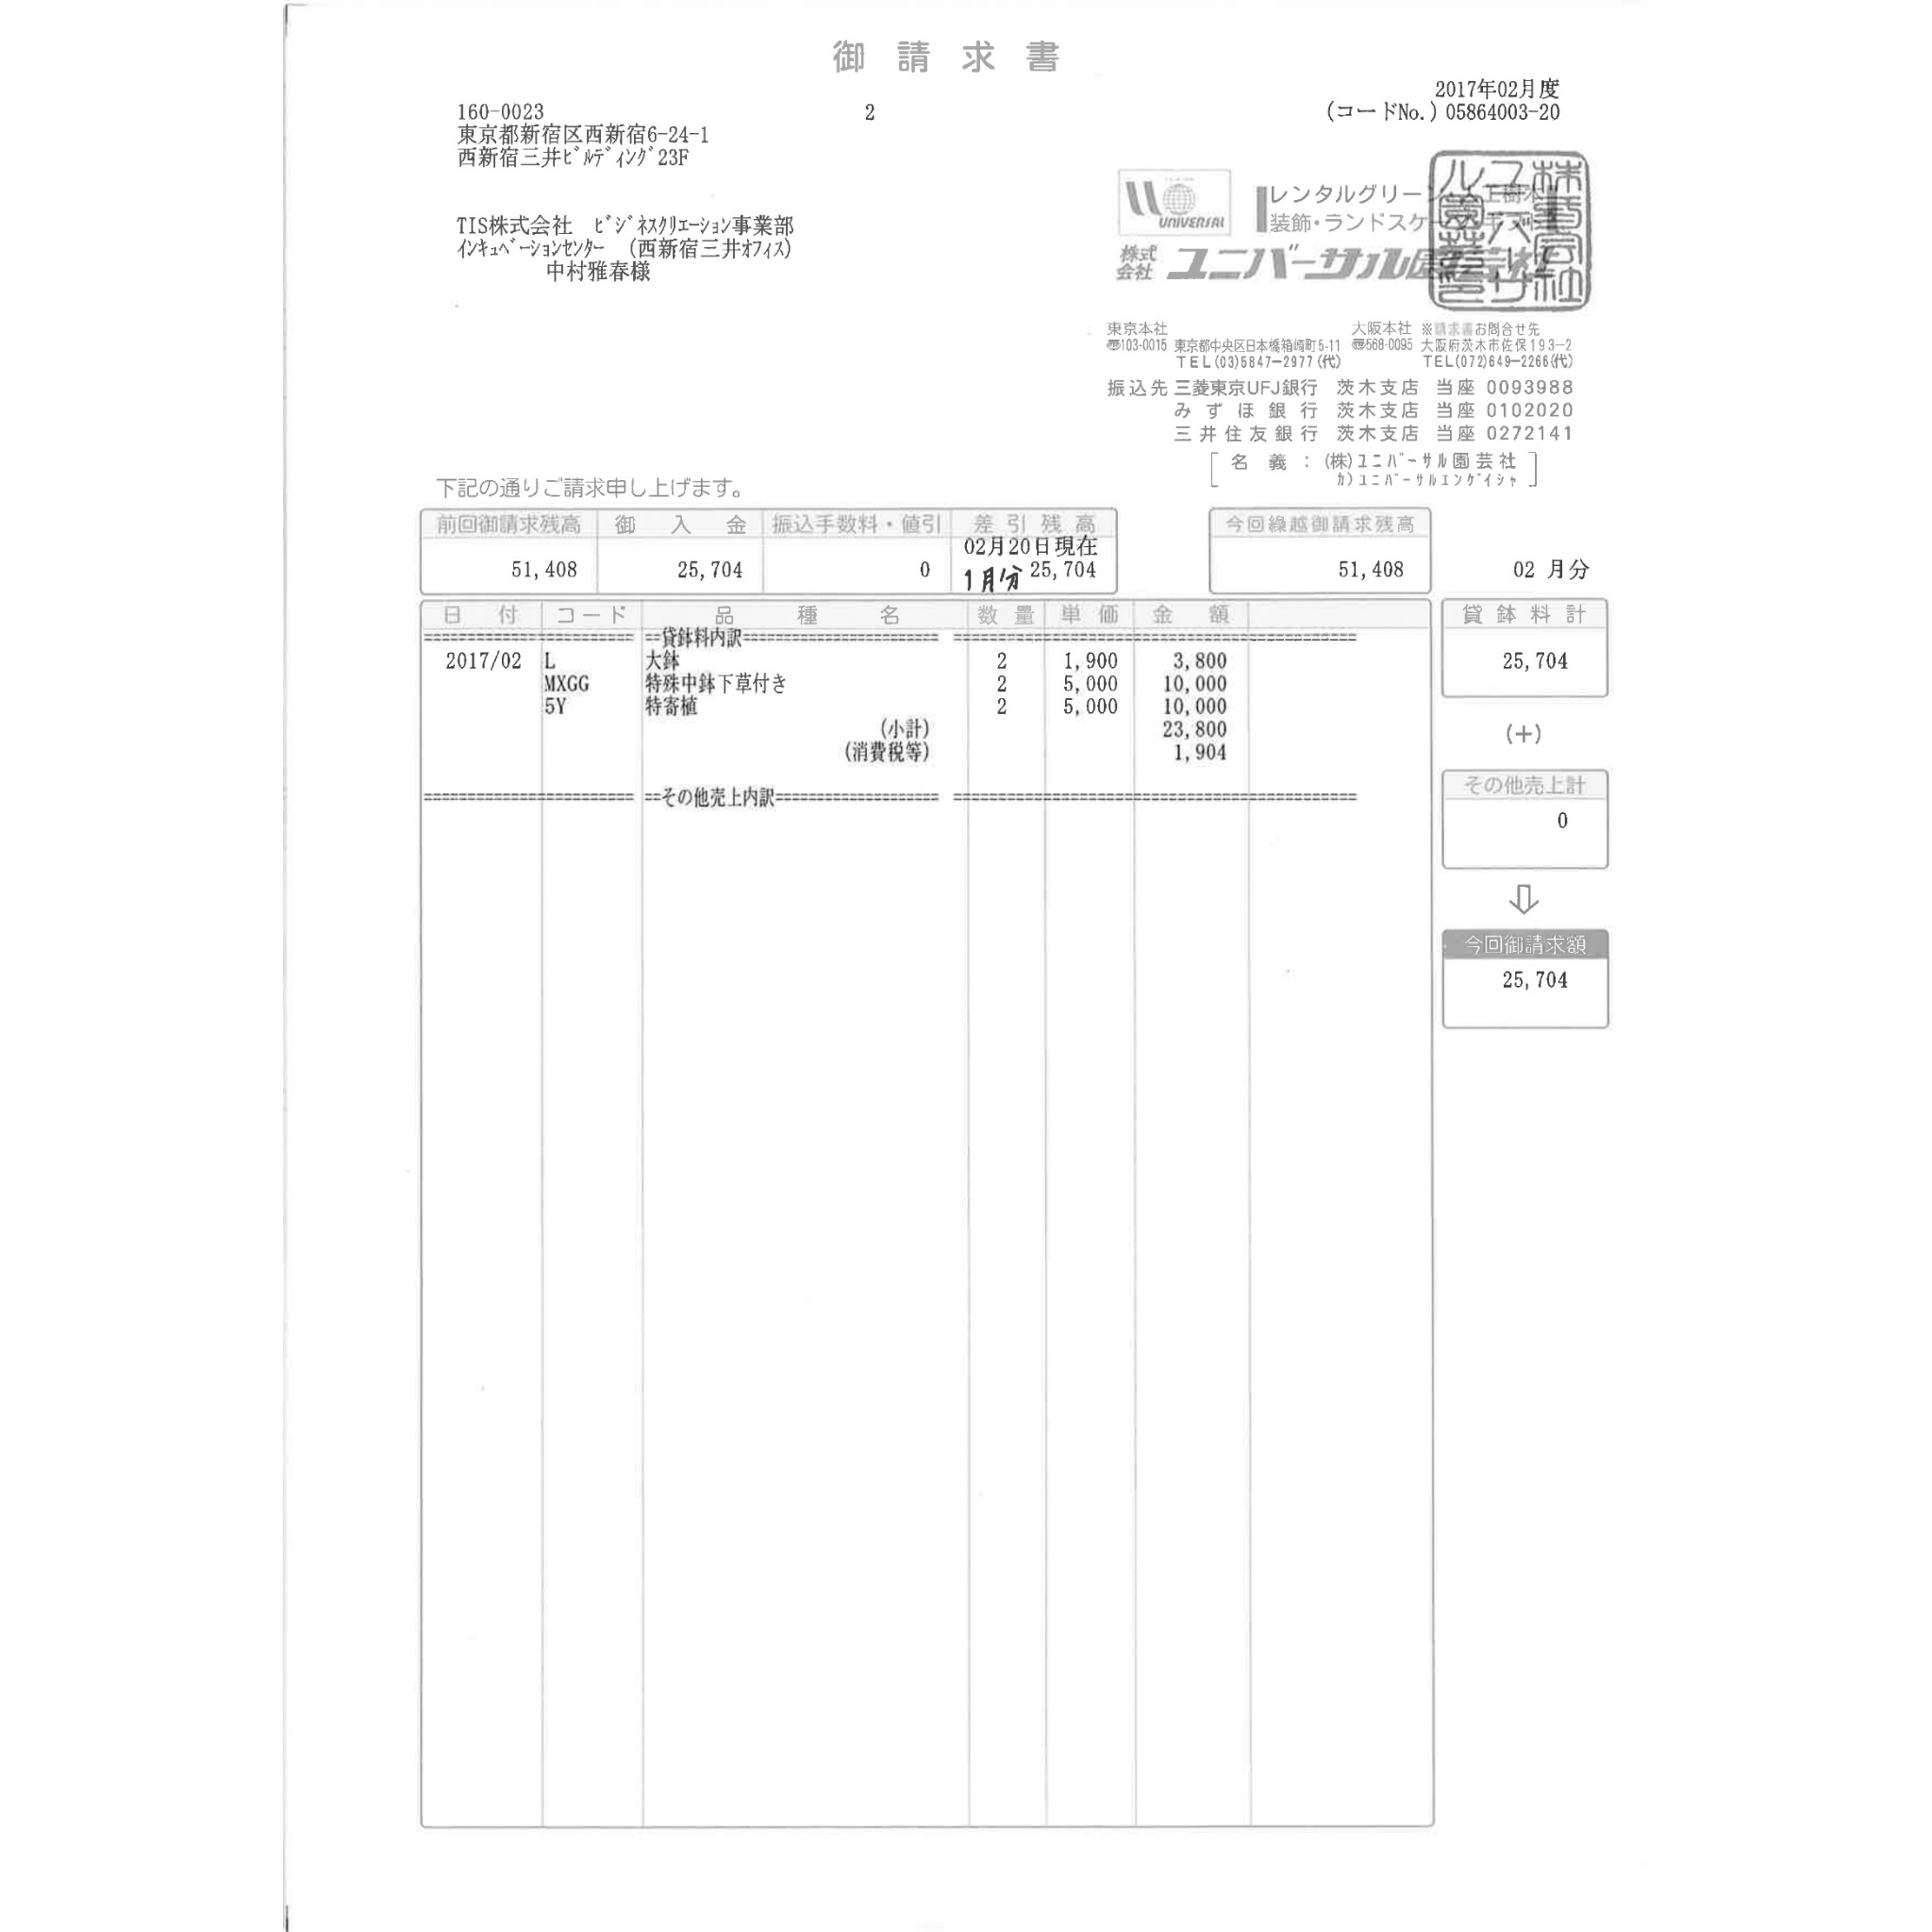 御請求書
2017年02月度
160-0023 2 (コードNo.) 05864003-20
東京都新宿区西新宿6-24-1
西新宿三井ﾋﾞﾙﾃﾞｨﾝｸﾞ23F
UNIVERSAL
レンタルグリーン
装飾・ランドスケ
TIS株式会社 ﾋﾞｼﾞﾈｽｸﾘｴｰｼｮﾝ事業部
ｲﾝｷｭﾍﾞｰｼｮﾝｾﾝﾀｰ (西新宿三井ｵﾌｨｽ)
中村雅春様
株式会社 ユニバーサル園芸社
東京本社
〒103-0015 東京都中央区日本橋箱崎町5-11
TEL(03)5847-2977(代)
大阪本社 ※請求書お問合せ先
〒568-0095 大阪府茨木市佐保193-2
TEL(072)649-2266(代)
振込先 三菱東京UFJ銀行 茨木支店 当座 0093988
みずほ銀行 茨木支店 当座 0102020
三井住友銀行 茨木支店 当座 0272141
[名義:(株)ﾕﾆﾊﾞｰｻﾙ園芸社
ｶ)ﾕﾆﾊﾞｰｻﾙｴﾝｹﾞｲｼｬ]
下記の通りご請求申し上げます。
前回御請求残高 御入金 振込手数料・値引 差引残高 今回繰越御請求残高
02月20日現在
51,408 25,704 0 1月分 25,704 51,408 02 月分
日付 コード 品種名 数量 単価 金額 貸鉢料計
==貸鉢料内訳==
2017/02 L 大鉢 2 1,900 3,800 25,704
MXGG 特殊中鉢下草付き 2 5,000 10,000
5Y 特寄植 2 5,000 10,000
(小計) 23,800 (+)
(消費税等) 1,904
その他売上計
==その他売上内訳==
0
⇩
今回御請求額
25,704